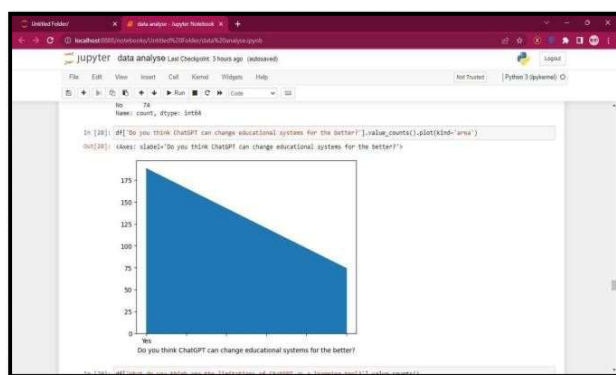 Untitled Folder/
data analyse - Jupyter Notebook
localhost:8888/notebooks/Untitled%20Folder/data%20analyse.ipynb
jupyter data analyse Last Checkpoint: 3 hours ago (autosaved)
Logout
File Edit View Insert Cell Kernel Widgets Help
Not Trusted
Python 3 (ipykernel)
Run
Code
No 74
Name: count, dtype: int64
In [28]: df['Do you think ChatGPT can change educational systems for the better?'].value_counts().plot(kind='area')
Out[28]: <Axes: xlabel='Do you think ChatGPT can change educational systems for the better?'>
175
150
125
100
75
50
25
0
Yes
Do you think ChatGPT can change educational systems for the better?